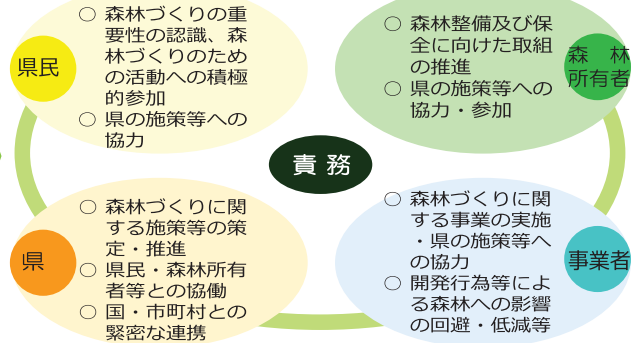 県民
○ 森林づくりの重
要性の認識、森
林づくりのため
の活動への積極
的参加
○ 県の施策等への
協力
○ 森林整備及び保
全に向けた取組
の推進
○ 県の施策等への
協力・参加
森 林
所有者
責 務
県
○ 森林づくりに関
する施策等の策
定・推進
○ 県民・森林所有
者等との協働
○ 国・市町村との
緊密な連携
○ 森林づくりに関
する事業の実施
・県の施策等へ
の協力
○ 開発行為等によ
る森林への影響
の回避・低減等
事業者